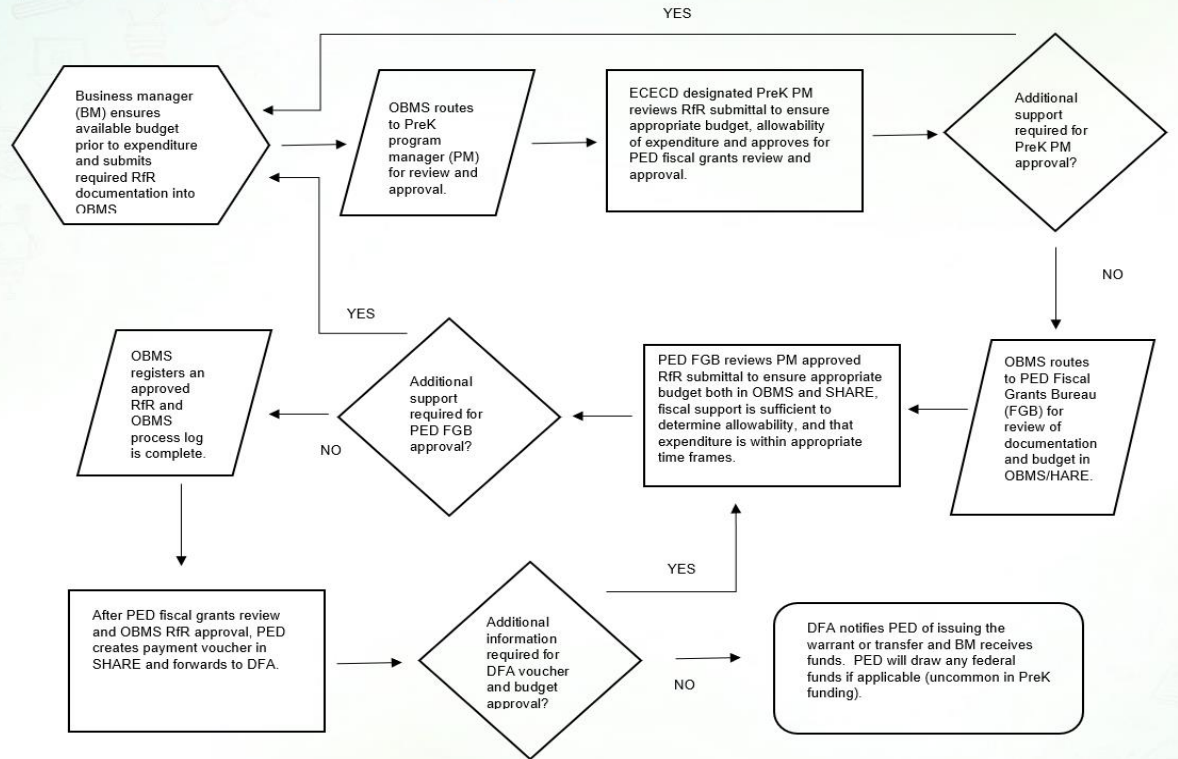 YES
Business manager
(BM) ensures
available budget
prior to expenditure
and submits
required RfR
documentation into
OBMS
OBMS routes
to PreK
program
manager (PM)
for review and
approval.
ECECD designated PreK PM
reviews RfR submittal to ensure
appropriate budget, allowability
of expenditure and approves for
PED fiscal grants review and
approval.
Additional
support
required for
PreK PM
approval?
NO
OBMS routes
to PED Fiscal
Grants Bureau
(FGB) for
review of
documentation
and budget in
OBMS/HARE.
PED FGB reviews PM approved
RfR submittal to ensure appropriate
budget both in OBMS and SHARE,
fiscal support is sufficient to
determine allowability, and that
expenditure is within appropriate
time frames.
Additional
support
required for
PED FGB
approval?
YES
NO
OBMS
registers an
approved
RfR and
OBMS
process log
is complete.
After PED fiscal grants review
and OBMS RfR approval, PED
creates payment voucher in
SHARE and forwards to DFA.
Additional
information
required for
DFA voucher
and budget
approval?
YES
NO
DFA notifies PED of issuing the
warrant or transfer and BM receives
funds.  PED will draw any federal
funds if applicable (uncommon in PreK
funding).